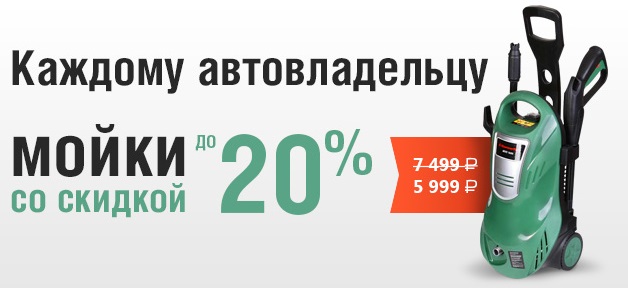 Каждому автовладельцу
мойки до 20%
со скидкой
7 499 ₽
5 999 ₽